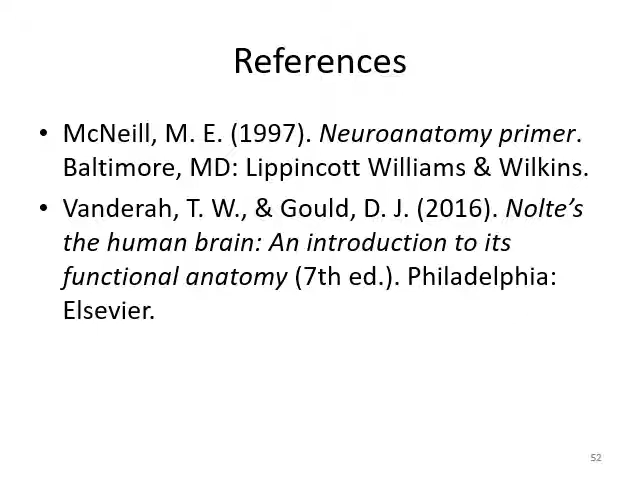 References
• McNeill, M. E. (1997). Neuroanatomy primer.
Baltimore, MD: Lippincott Williams & Wilkins.
• Vanderah, T. W., & Gould, D. J. (2016). Nolte’s
the human brain: An introduction to its
functional anatomy (7th ed.). Philadelphia:
Elsevier.
52